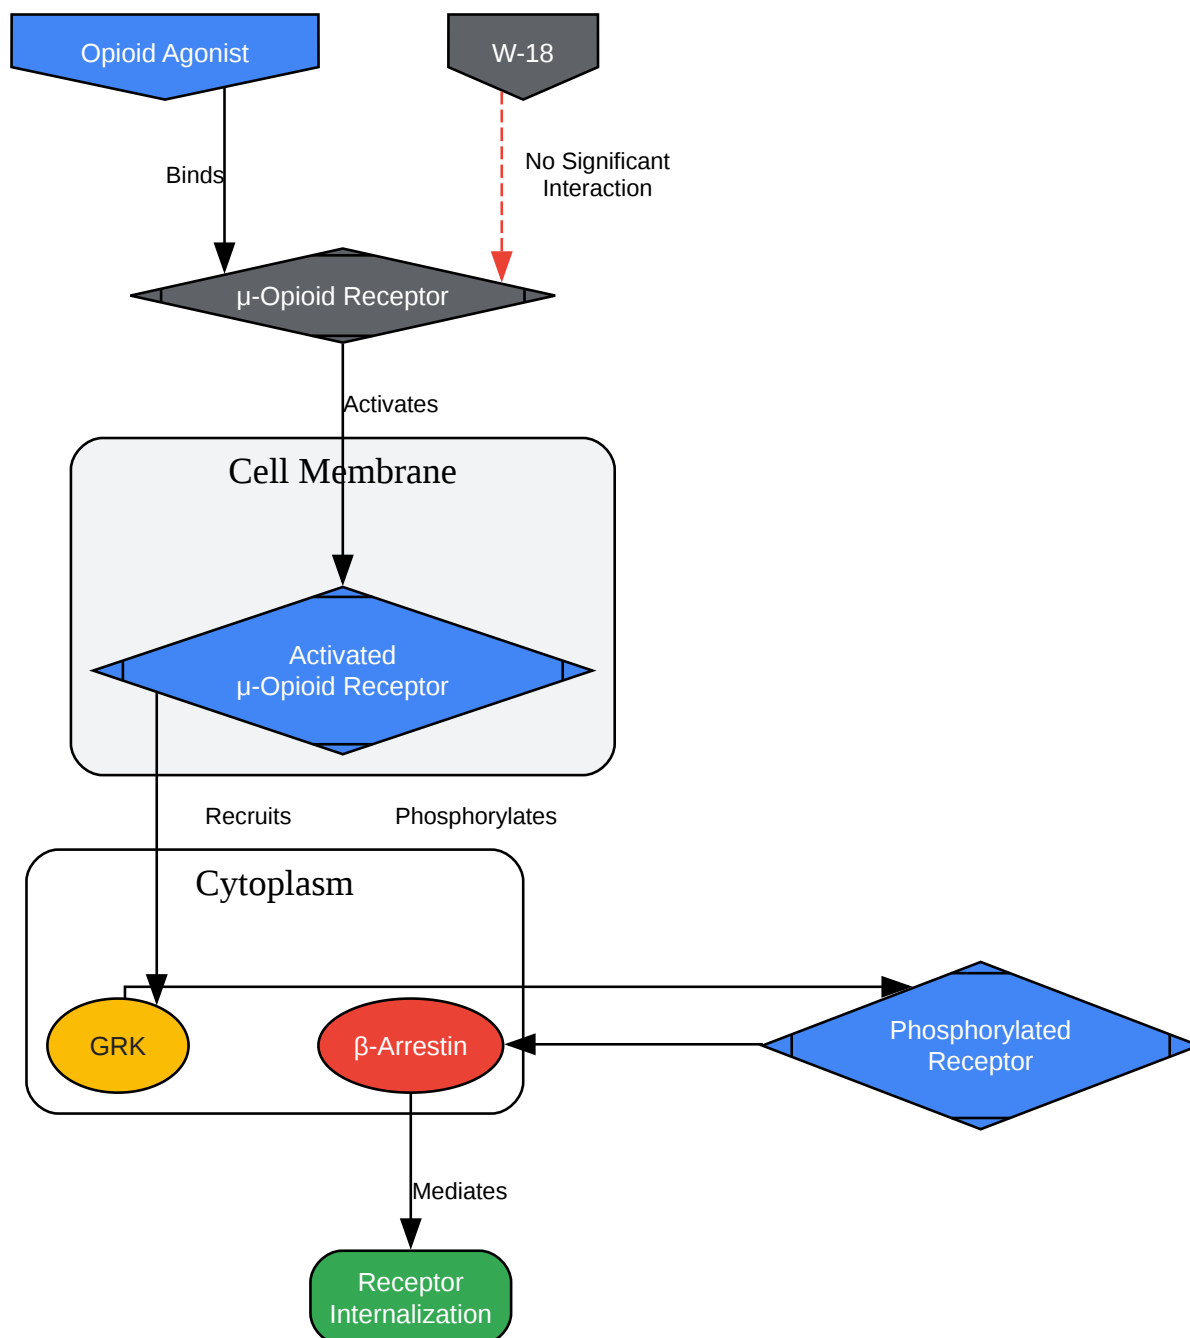 Opioid Agonist
W-18
Binds
No Significant
Interaction
μ-Opioid Receptor
Activates
Cell Membrane
Activated
μ-Opioid Receptor
Recruits
Phosphorylates
Cytoplasm
GRK
β-Arrestin
Phosphorylated
Receptor
Mediates
Receptor
Internalization